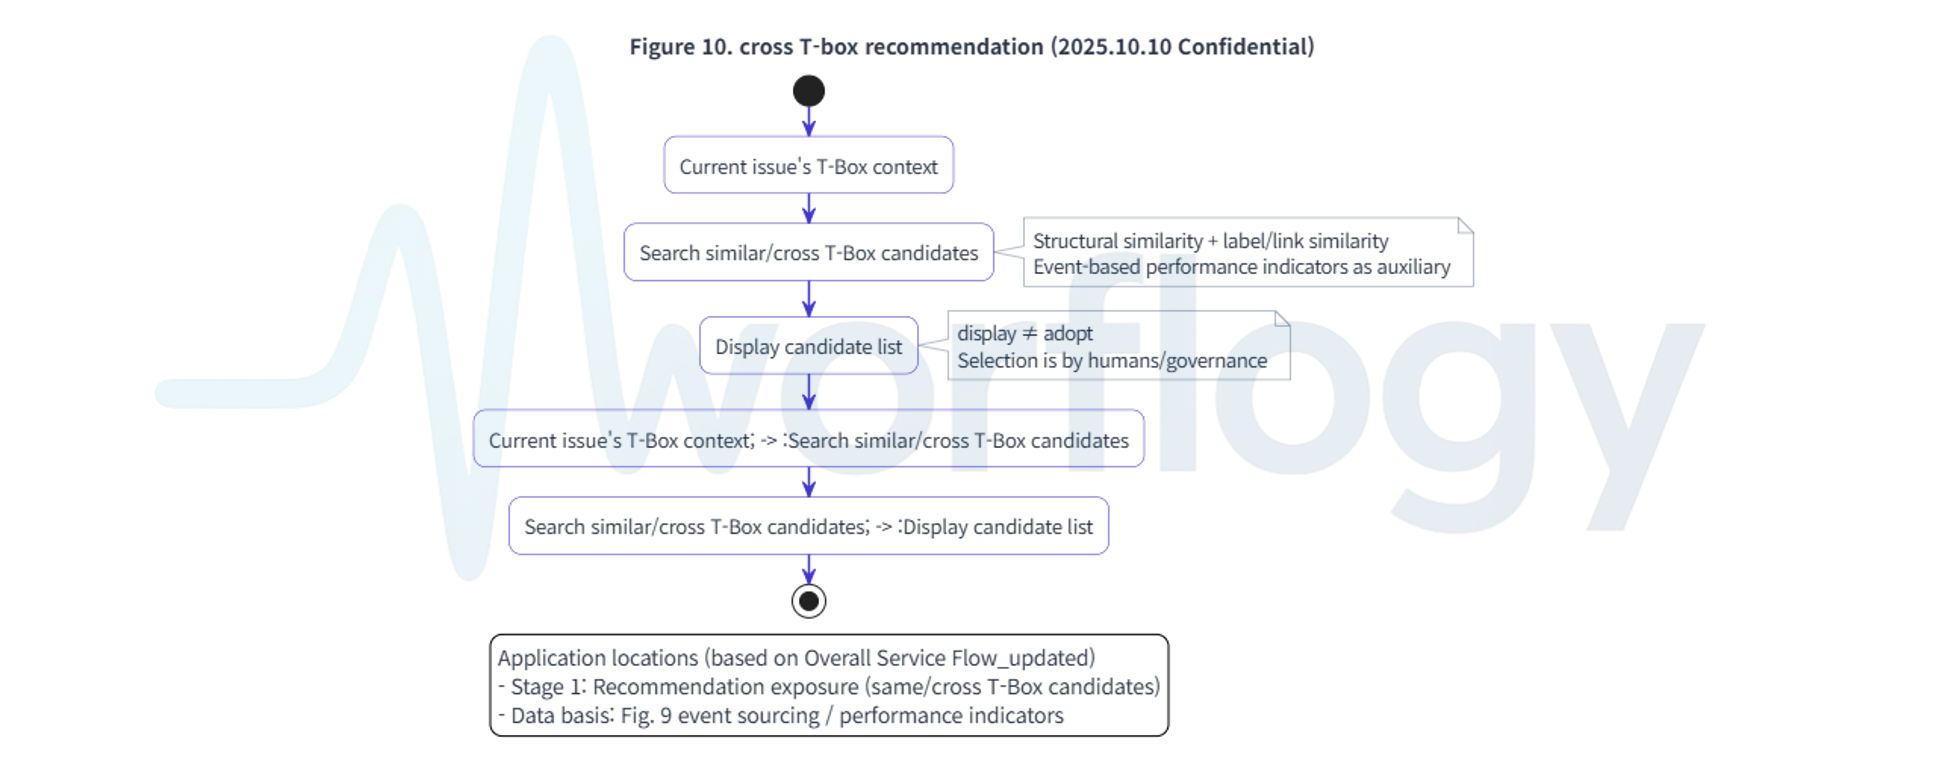 Figure 10. cross T-box recommendation (2025.10.10 Confidential)
Current issue's T-Box context
Search similar/cross T-Box candidates
Structural similarity + label/link similarity
Event-based performance indicators as auxiliary
Display candidate list
display ≠ adopt
Selection is by humans/governance
Current issue's T-Box context; -> :Search similar/cross T-Box candidates
Search similar/cross T-Box candidates; -> :Display candidate list
Application locations (based on Overall Service Flow_updated)
- Stage 1: Recommendation exposure (same/cross T-Box candidates)
- Data basis: Fig. 9 event sourcing / performance indicators
worflogy